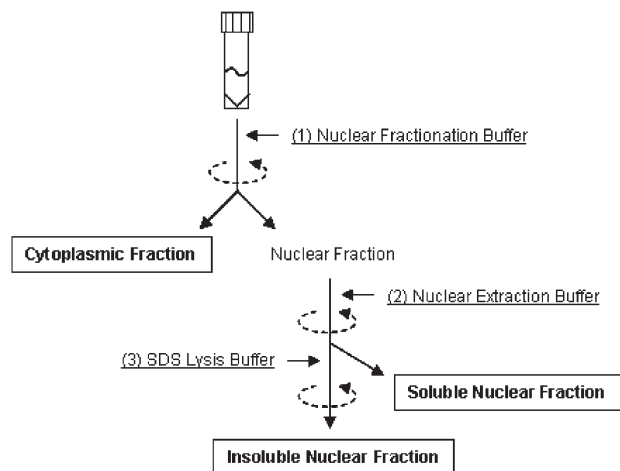 (1) Nuclear Fractionation Buffer
Cytoplasmic Fraction
Nuclear Fraction
(2) Nuclear Extraction Buffer
(3) SDS Lysis Buffer
Soluble Nuclear Fraction
Insoluble Nuclear Fraction